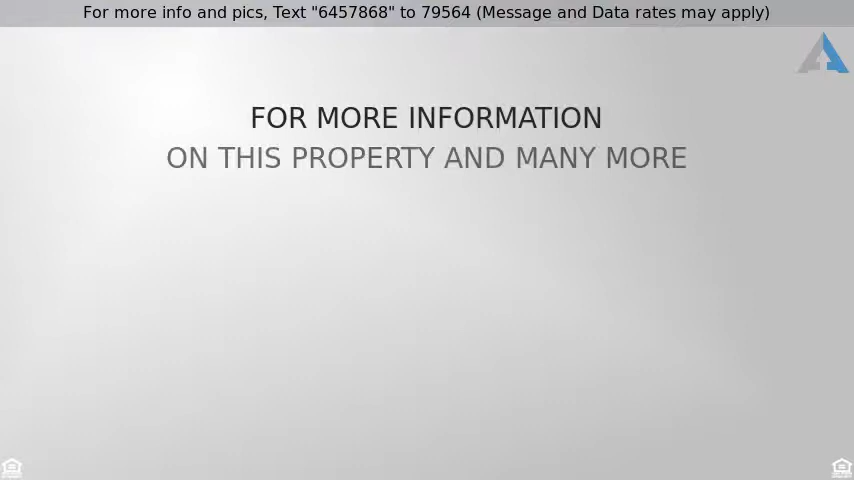 For more info and pics, Text "6457868" to 79564 (Message and Data rates may apply)
FOR MORE INFORMATION
ON THIS PROPERTY AND MANY MORE